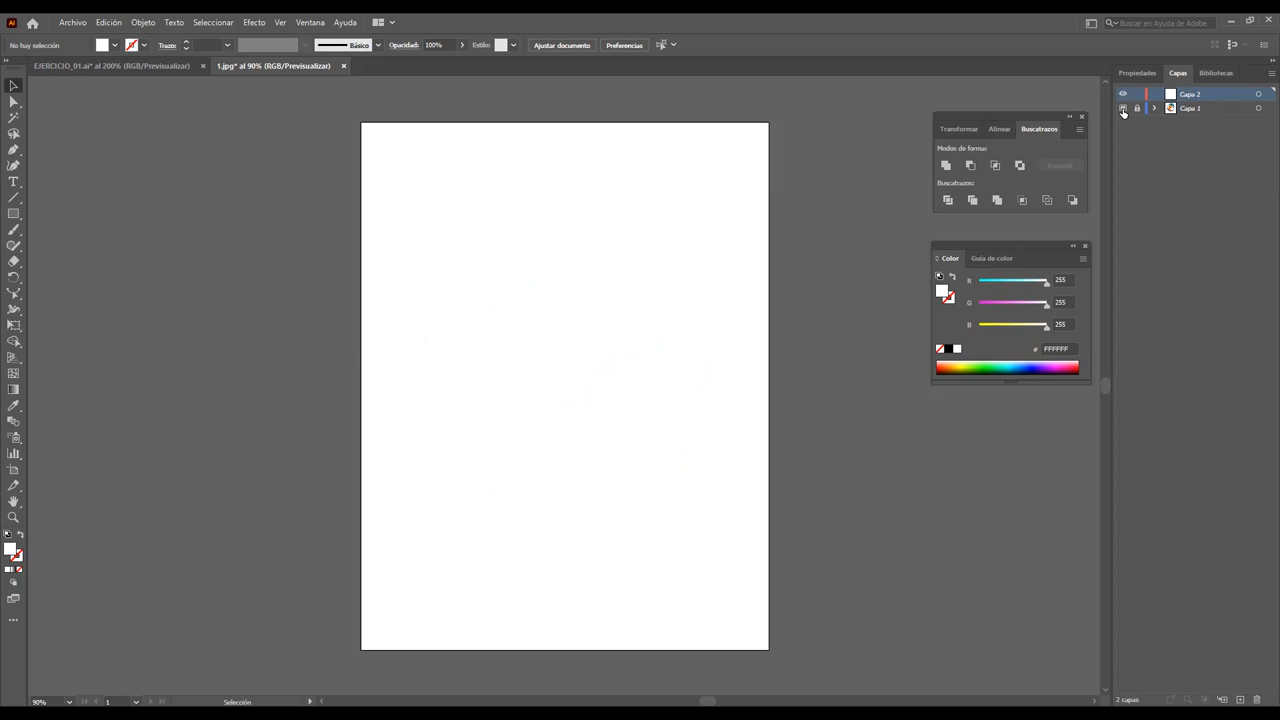 Ai Archivo Edición Objeto Texto Seleccionar Efecto Ver Ventana Ayuda Buscar en Ayuda de Adobe
No hay selección Trazo: Básico Opacidad: 100% Estilo: Ajustar documento Preferencias
EJERCICIO_01.ai* al 200% (RGB/Previsualizar) × 1.jpg* al 90% (RGB/Previsualizar) ×
Propiedades Capas Bibliotecas
Capa 2
Capa 1
Transformar Alinear Buscatrazos
Modos de forma:
Expandir
Buscatrazos:
Color Guía de color
R 255
G 255
B 255
# FFFFFF
90% 1 Selección
2 capas